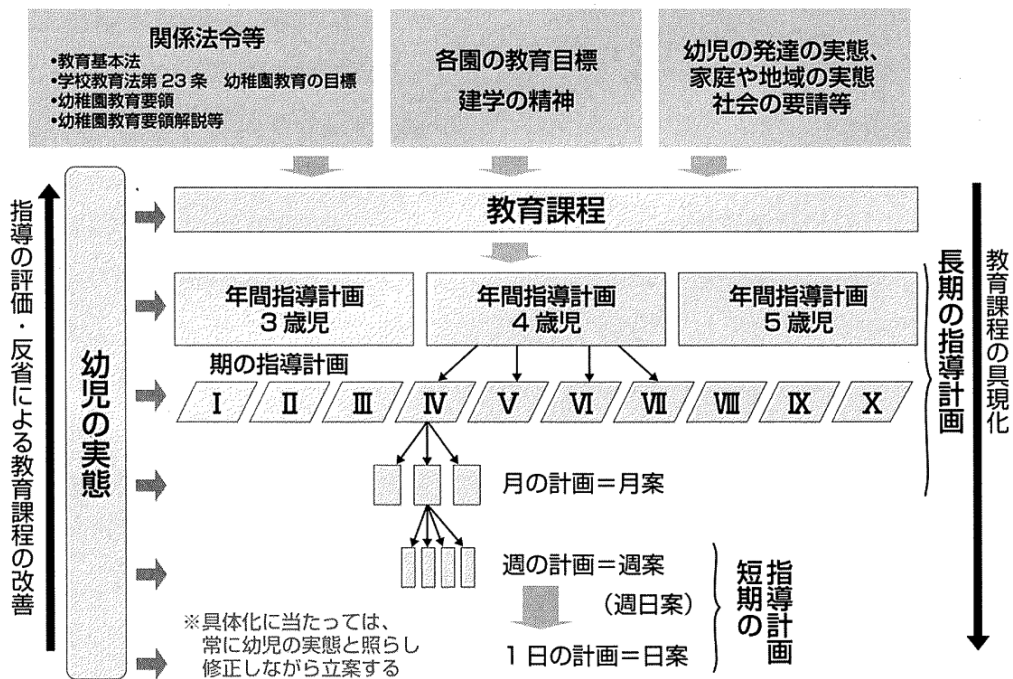 関係法令等
•教育基本法
•学校教育法第23条　幼稚園教育の目標
•幼稚園教育要領
•幼稚園教育要領解説等
各園の教育目標
建学の精神
幼児の発達の実態、
家庭や地域の実態
社会の要請等
指導の評価・反省による教育課程の改善
幼児の実態
教育課程
年間指導計画
3歳児
年間指導計画
4歳児
年間指導計画
5歳児
期の指導計画
Ⅰ Ⅱ Ⅲ Ⅳ Ⅴ Ⅵ Ⅶ Ⅷ Ⅸ Ⅹ
月の計画＝月案
週の計画＝週案
（週日案）
1日の計画＝日案
※具体化に当たっては、
常に幼児の実態と照らし
修正しながら立案する
長期の指導計画
短期の
指導計画
教育課程の具現化